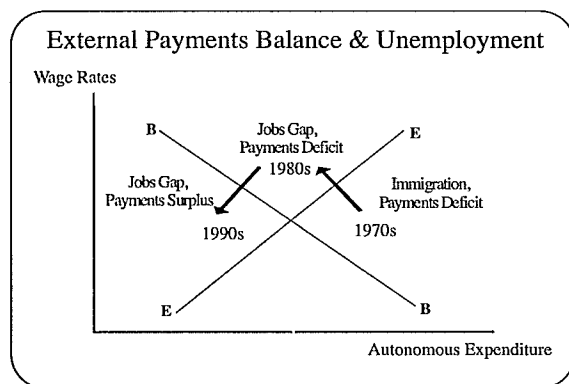 External Payments Balance & Unemployment
Wage Rates
B
Jobs Gap,
Payments Deficit
1980s
E
Jobs Gap,
Payments Surplus
1990s
Immigration,
Payments Deficit
1970s
E
B
Autonomous Expenditure